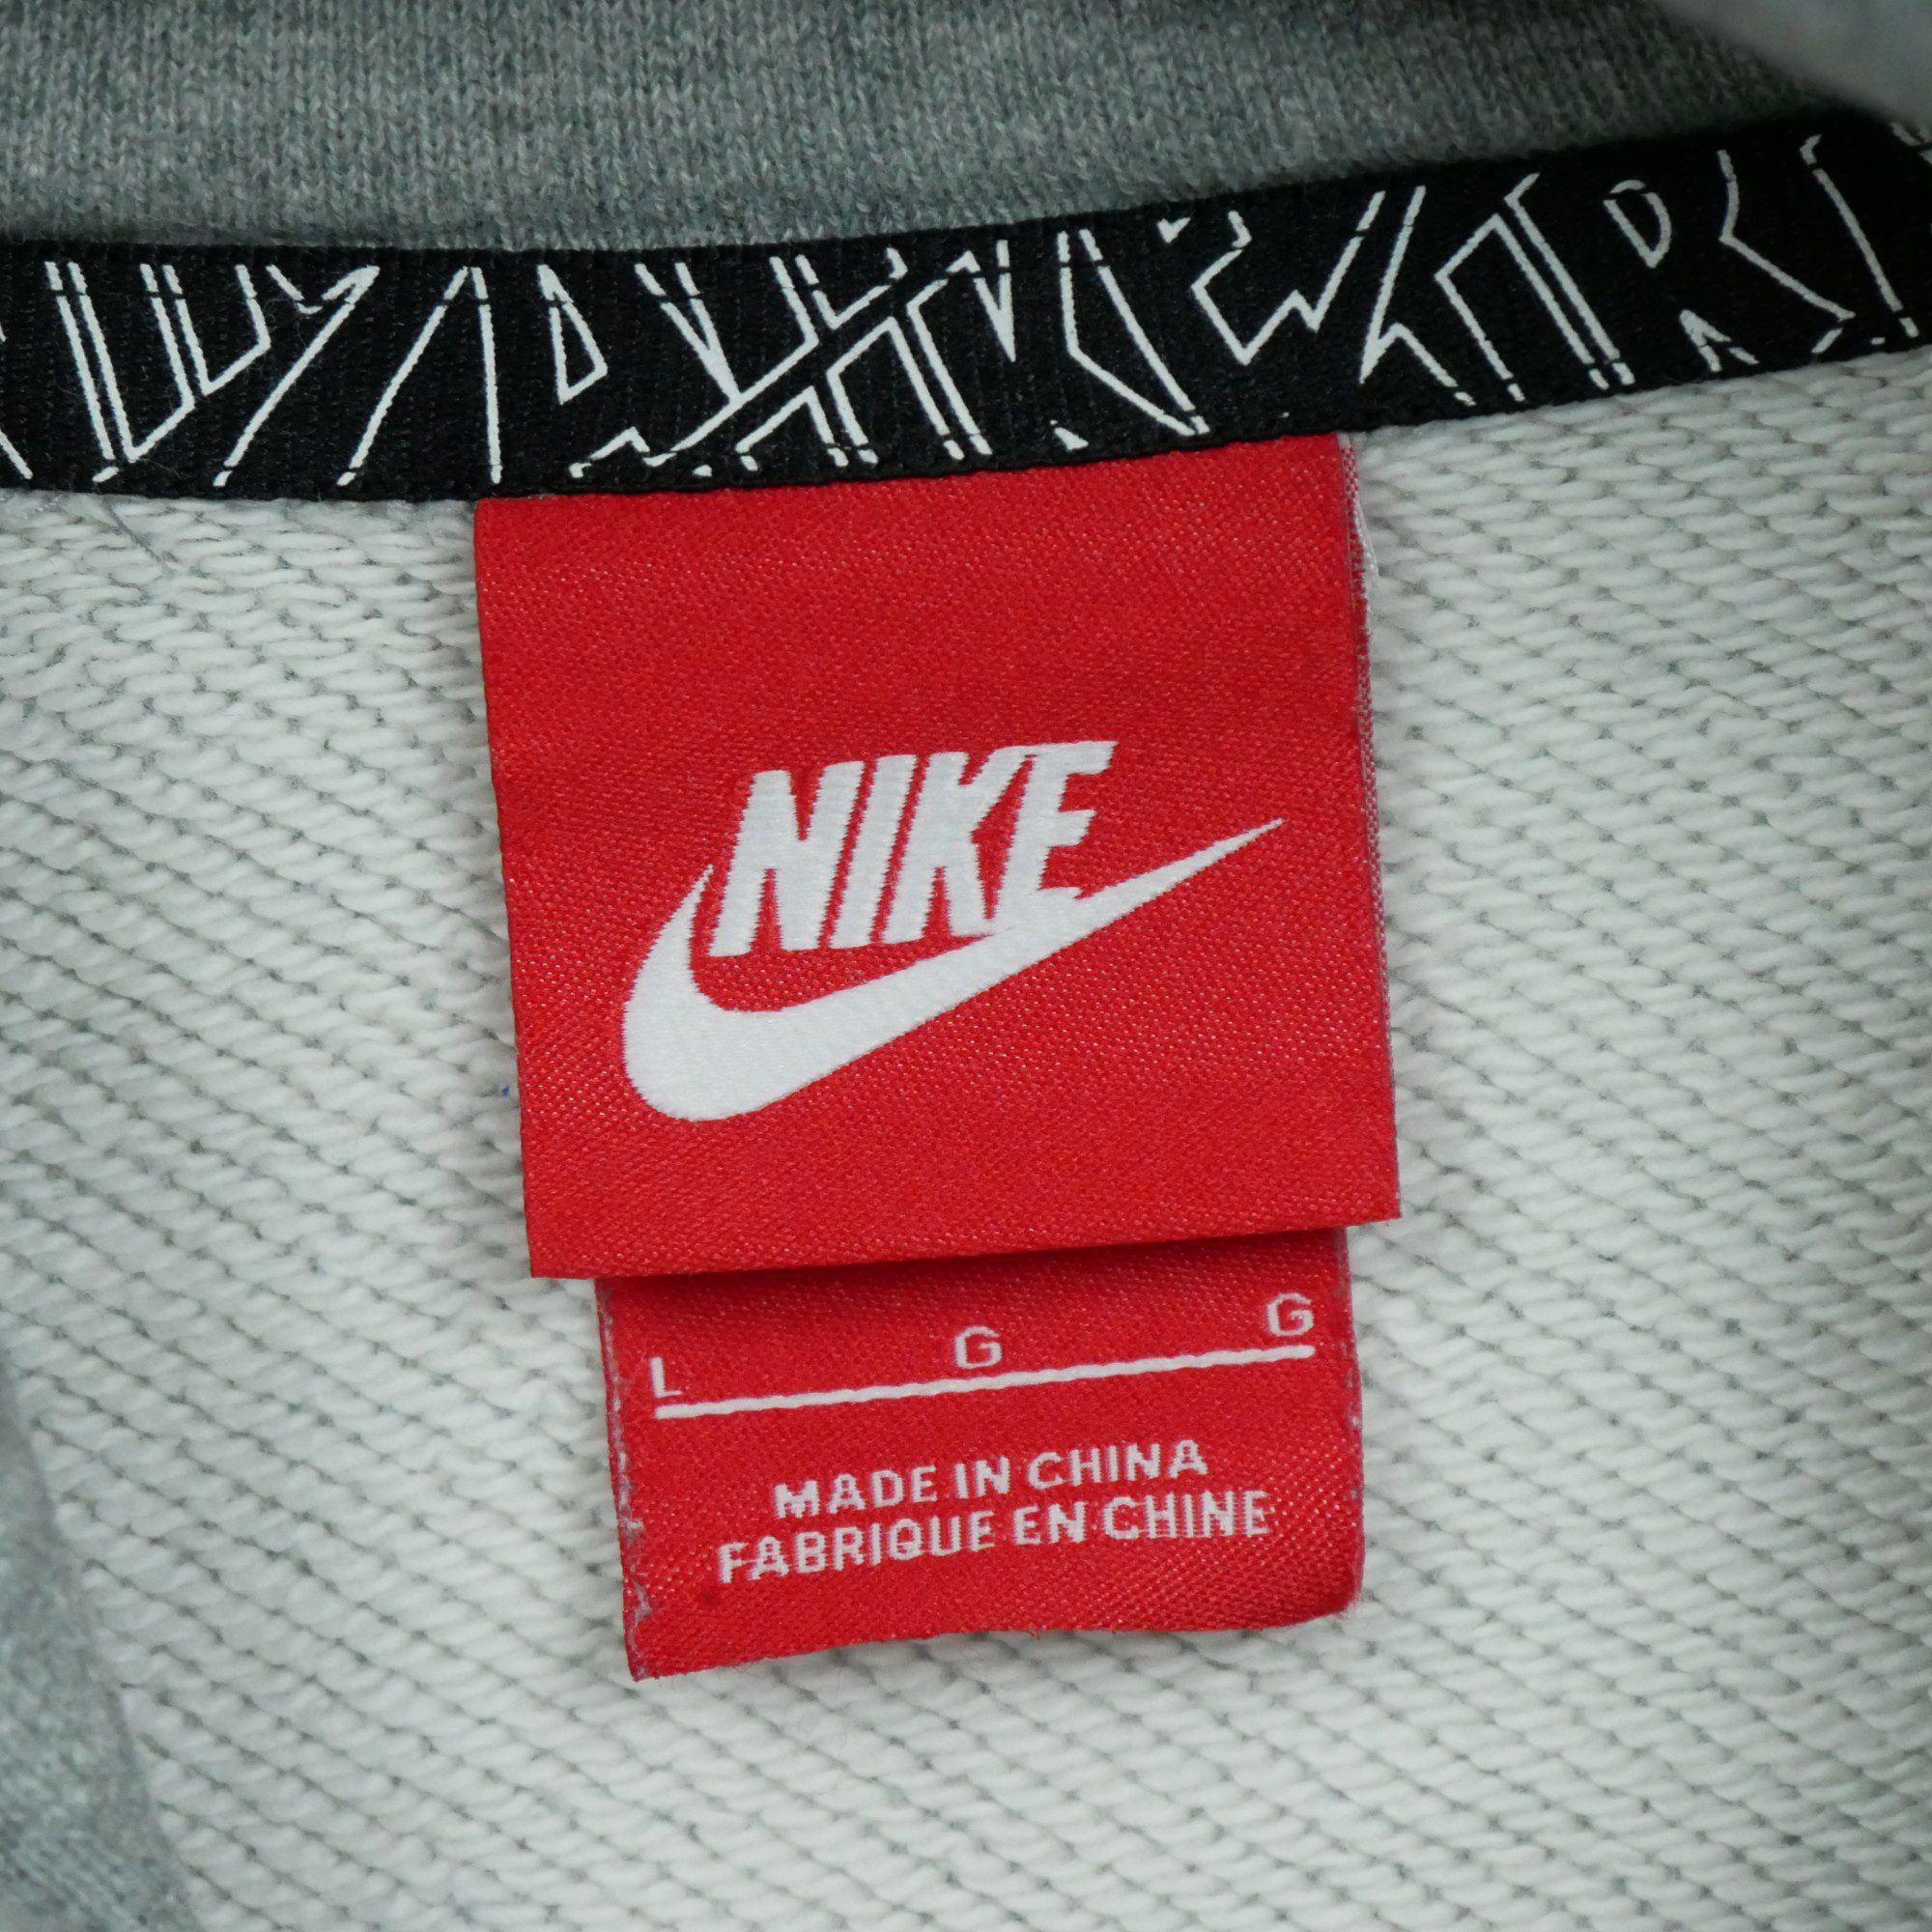 NIKE
L G G
MADE IN CHINA
FABRIQUE EN CHINE